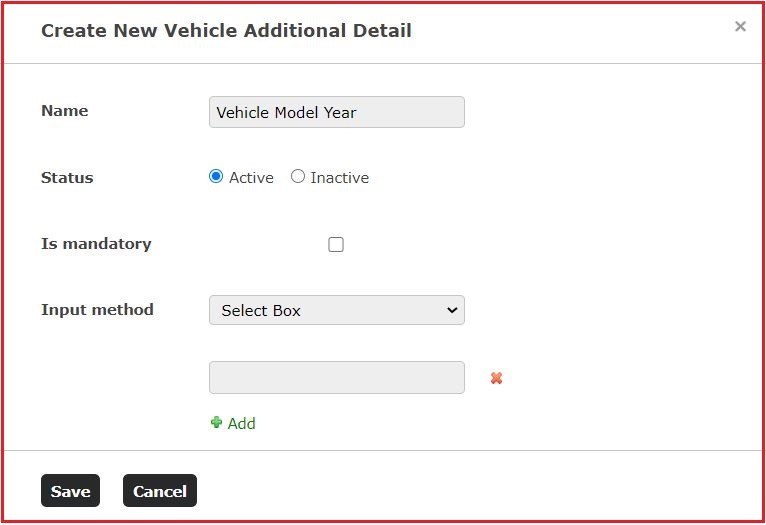 Create New Vehicle Additional Detail ×
Name Vehicle Model Year
Status Active Inactive
Is mandatory
Input method Select Box
Add
Save Cancel